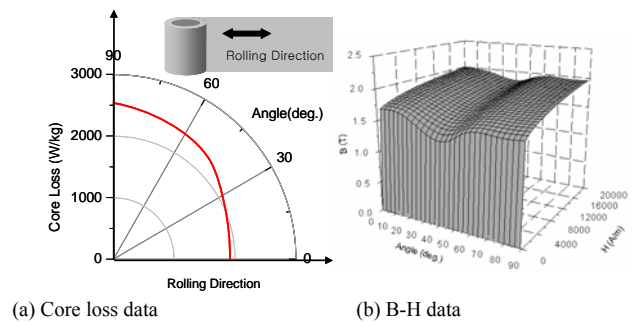 90
3000
2000
1000
0
Core Loss (W/kg)
Rolling Direction
60
Angle(deg.)
30
0
Rolling Direction
2.5
2.0
1.5
1.0
0.5
0.0
B (T)
0 10 20 30 40 50 60 70 80 90
Angle (deg.)
0 4000 8000 12000 16000 20000
H (A/m)
(a) Core loss data
(b) B-H data